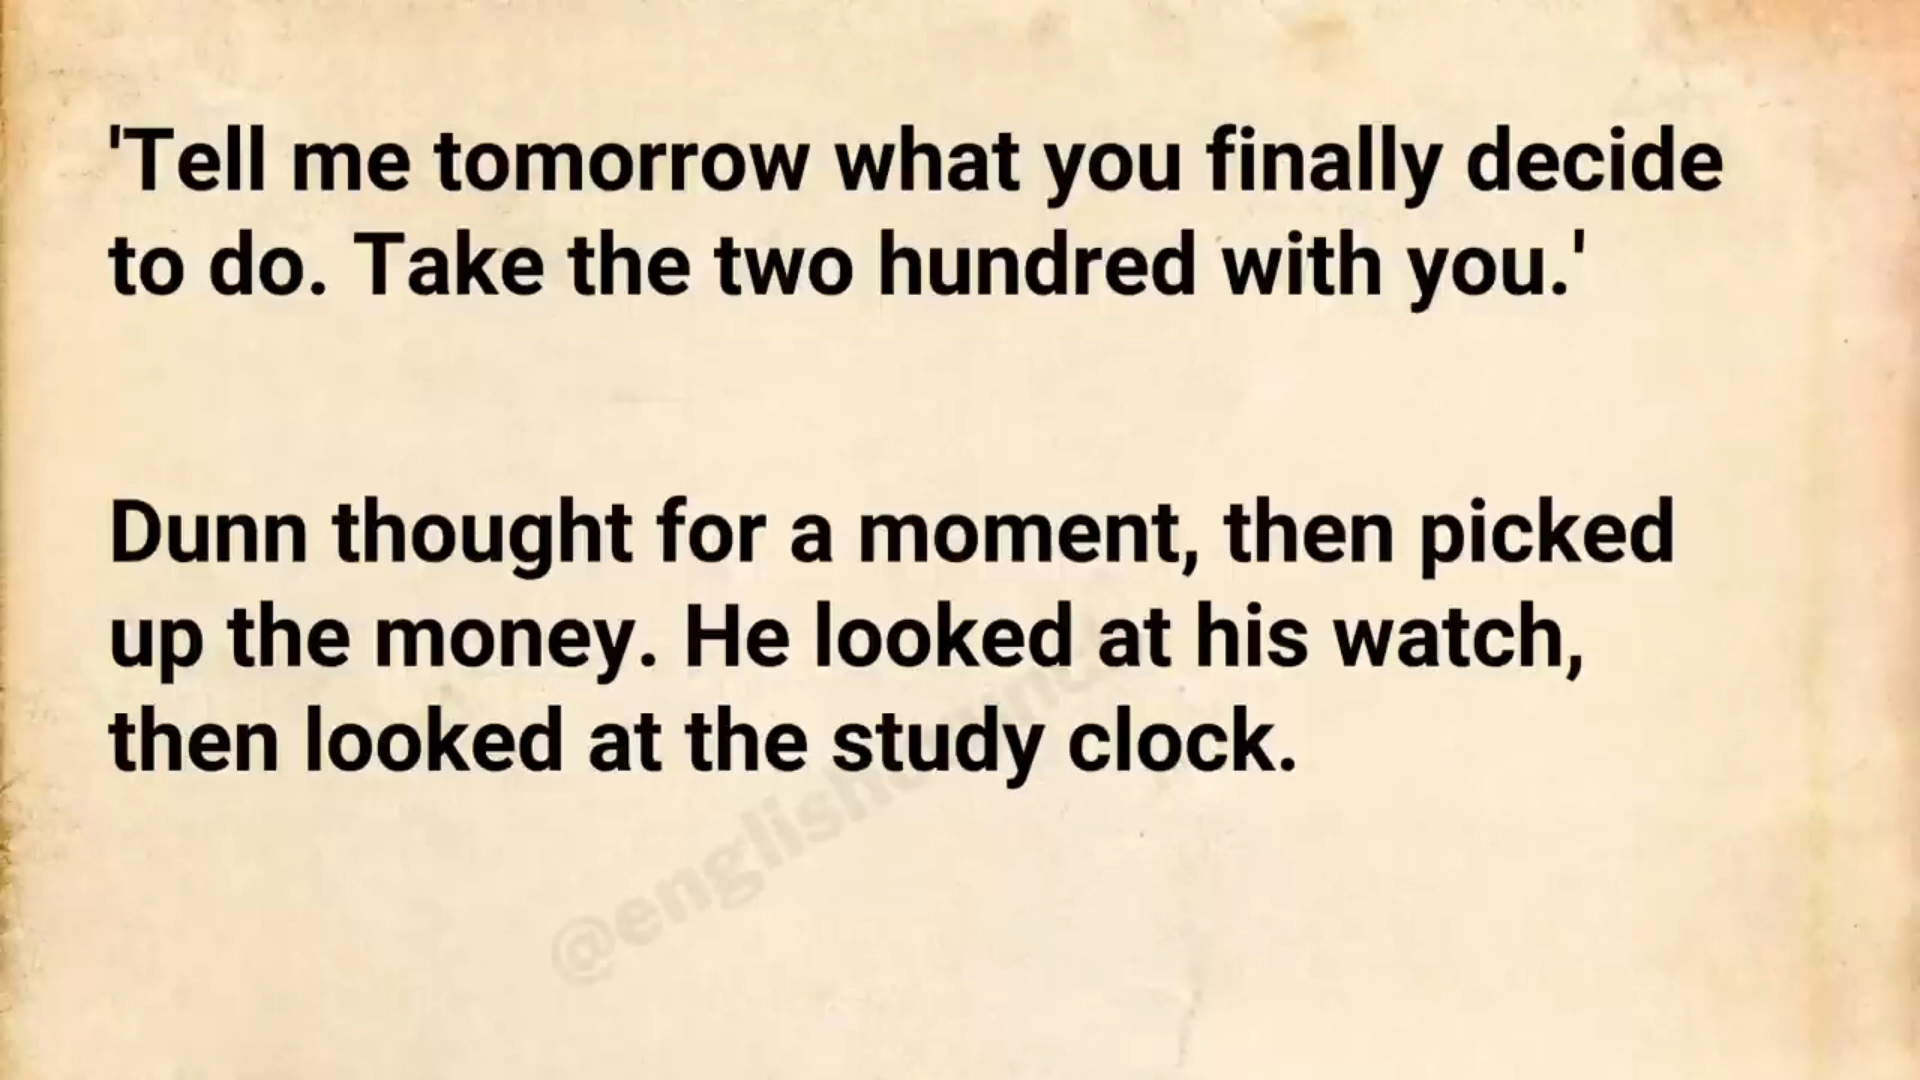 'Tell me tomorrow what you finally decide
to do. Take the two hundred with you.'
Dunn thought for a moment, then picked
up the money. He looked at his watch,
then looked at the study clock.